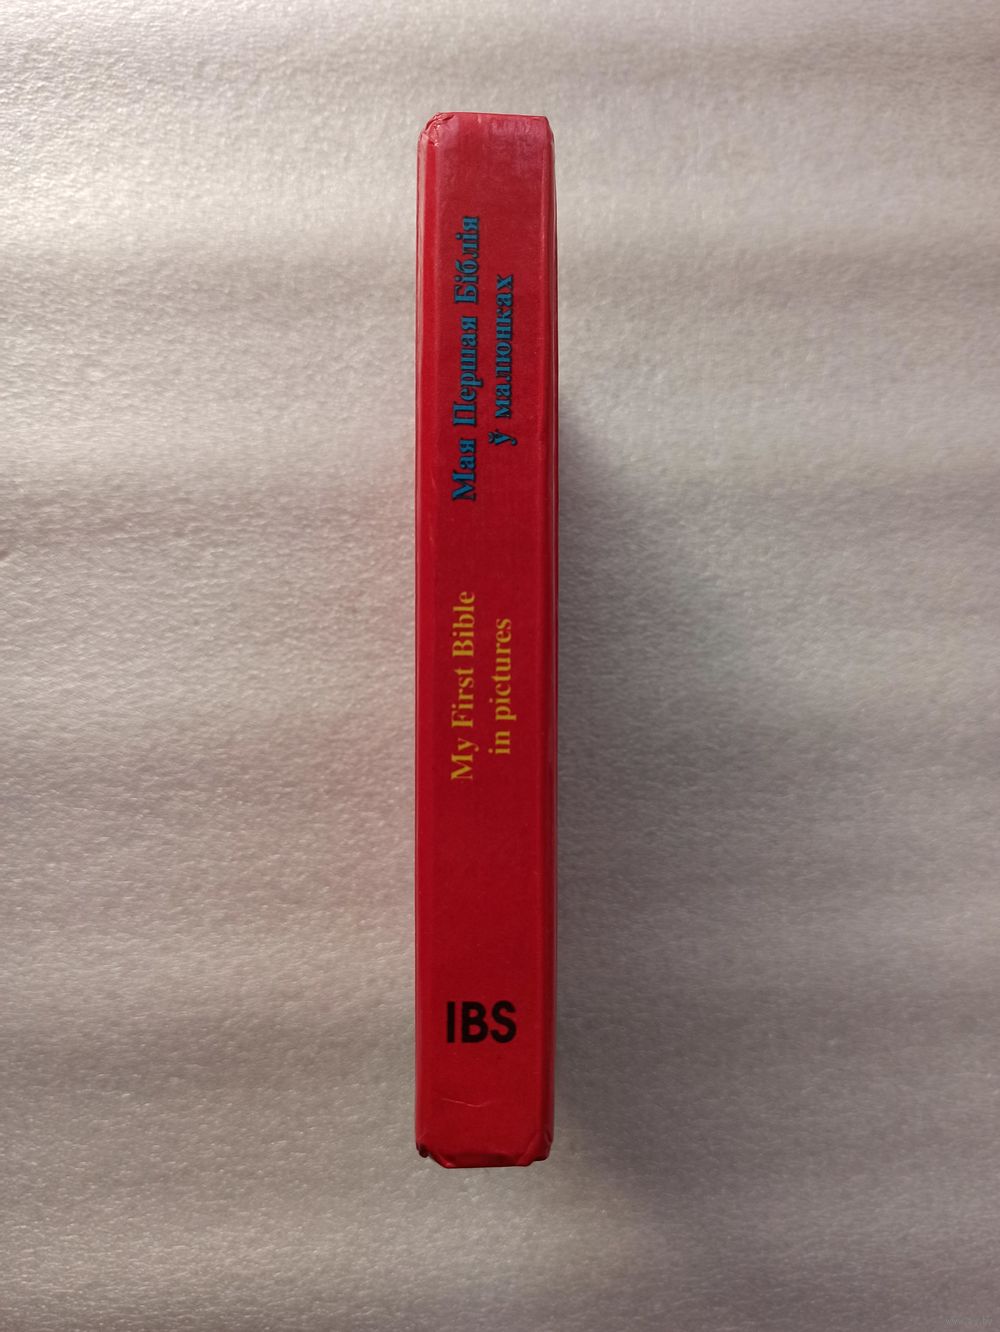 Мая Першая Біблія
ў малюнках
My First Bible
in pictures
IBS